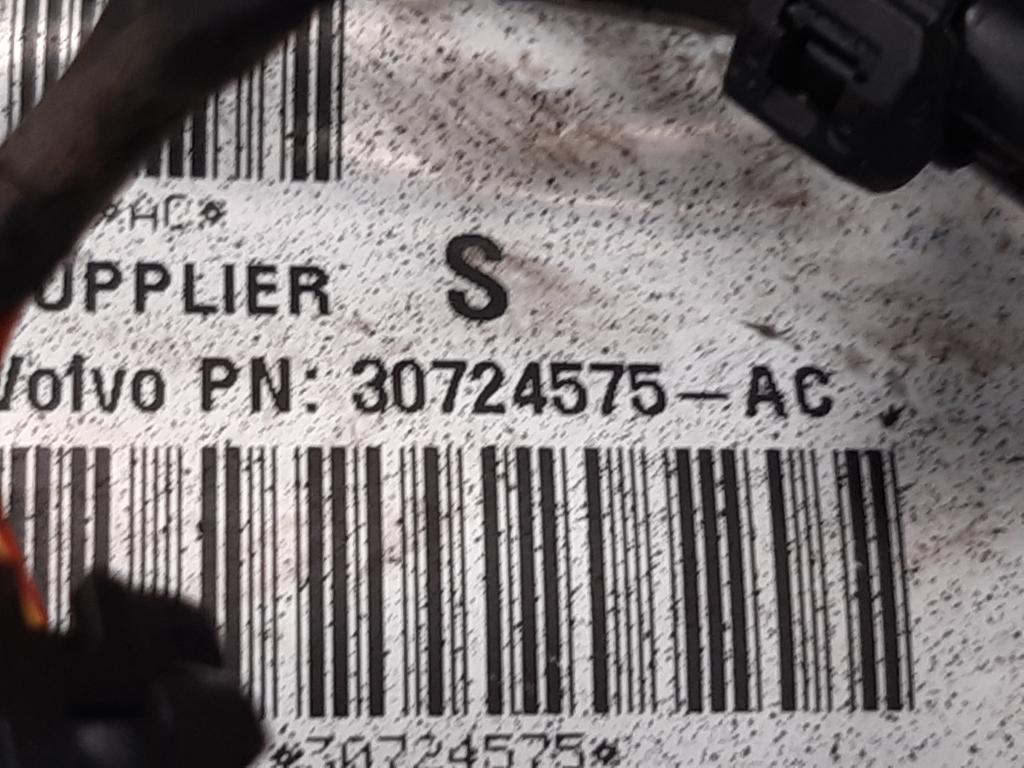 *AC*
UPPLIER S
Volvo PN: 30724575-AC
*30724575*